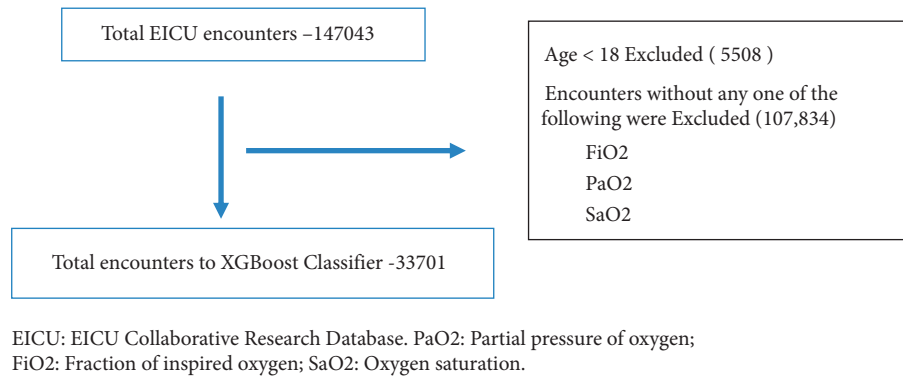 Total EICU encounters –147043
Age < 18 Excluded ( 5508 )
Encounters without any one of the
following were Excluded (107,834)
FiO2
PaO2
SaO2
Total encounters to XGBoost Classifier -33701
EICU: EICU Collaborative Research Database. PaO2: Partial pressure of oxygen;
FiO2: Fraction of inspired oxygen; SaO2: Oxygen saturation.